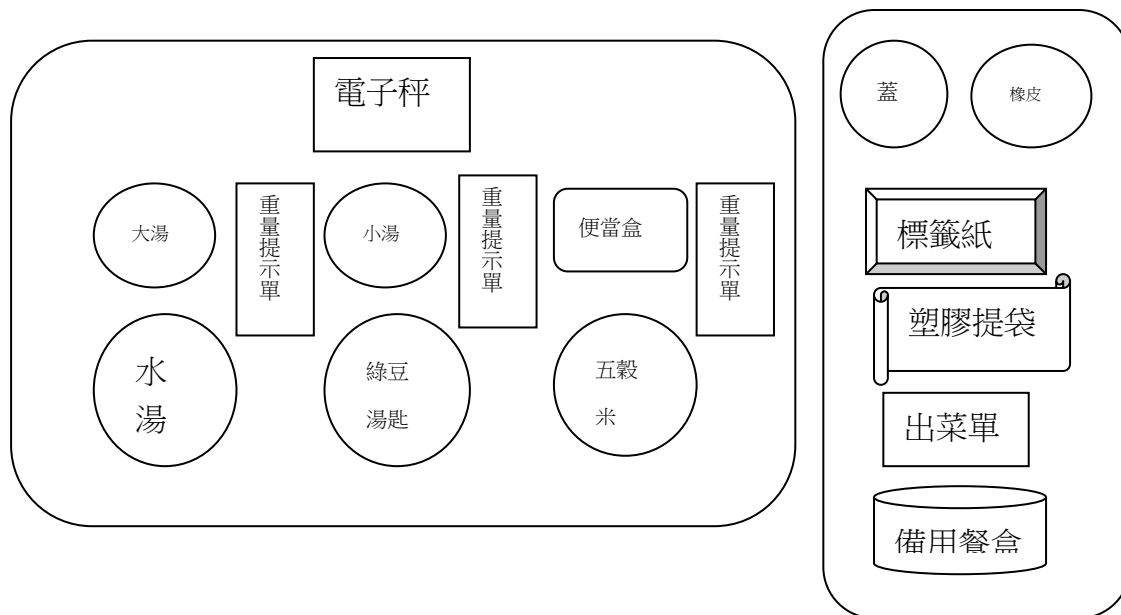 電子秤
大湯
重量提示單
小湯
重量提示單
便當盒
重量提示單
水
湯
綠豆
湯匙
五穀
米
蓋
橡皮
標籤紙
塑膠提袋
出菜單
備用餐盒